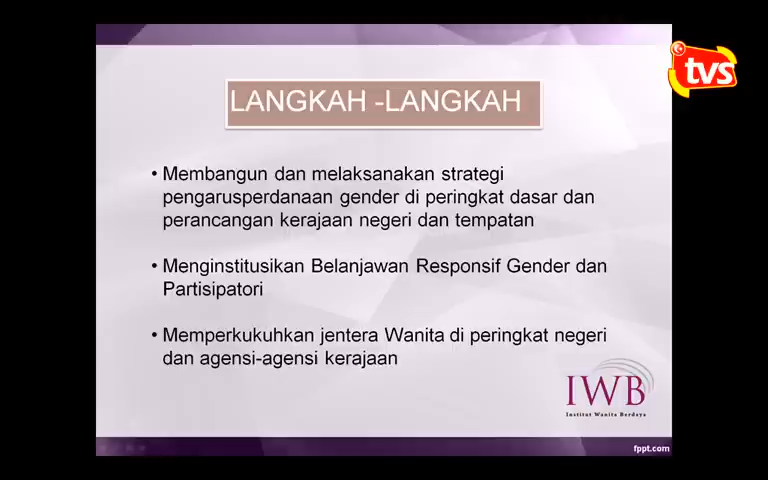 tvs
LANGKAH -LANGKAH
• Membangun dan melaksanakan strategi
pengarusperdanaan gender di peringkat dasar dan
perancangan kerajaan negeri dan tempatan
• Menginstitusikan Belanjawan Responsif Gender dan
Partisipatori
• Memperkukuhkan jentera Wanita di peringkat negeri
dan agensi-agensi kerajaan
IWB
Institut Wanita Berdaya
fppt.com